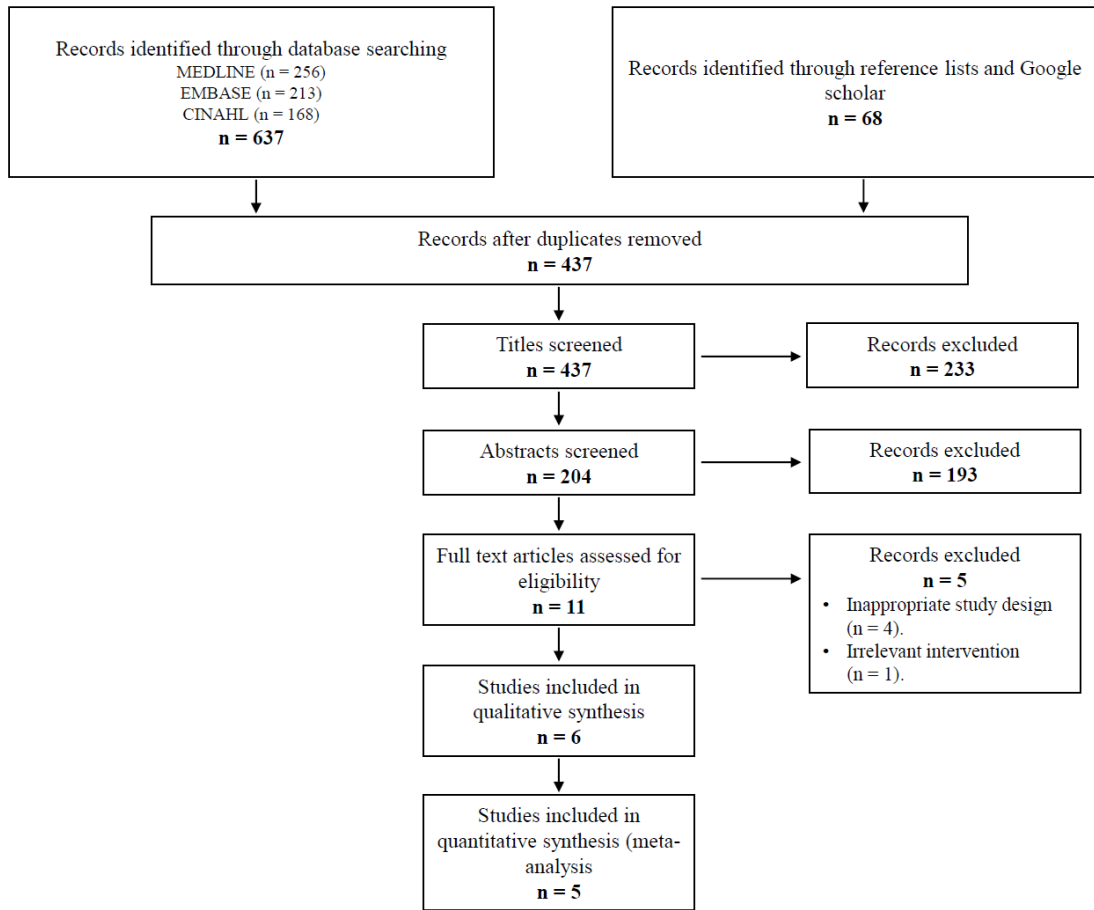 Records identified through database searching
MEDLINE (n = 256)
EMBASE (n = 213)
CINAHL (n = 168)
n = 637
Records identified through reference lists and Google
scholar
n = 68
Records after duplicates removed
n = 437
Titles screened
n = 437
Records excluded
n = 233
Abstracts screened
n = 204
Records excluded
n = 193
Full text articles assessed for
eligibility
n = 11
Records excluded
n = 5
• Inappropriate study design
(n = 4).
• Irrelevant intervention
(n = 1).
Studies included in
qualitative synthesis
n = 6
Studies included in
quantitative synthesis (meta-
analysis
n = 5